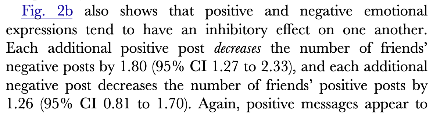 Fig. 2b also shows that positive and negative emotional
expressions tend to have an inhibitory effect on one another.
Each additional positive post decreases the number of friends'
negative posts by 1.80 (95% CI 1.27 to 2.33), and each additional
negative post decreases the number of friends' positive posts by
1.26 (95% CI 0.81 to 1.70). Again, positive messages appear to